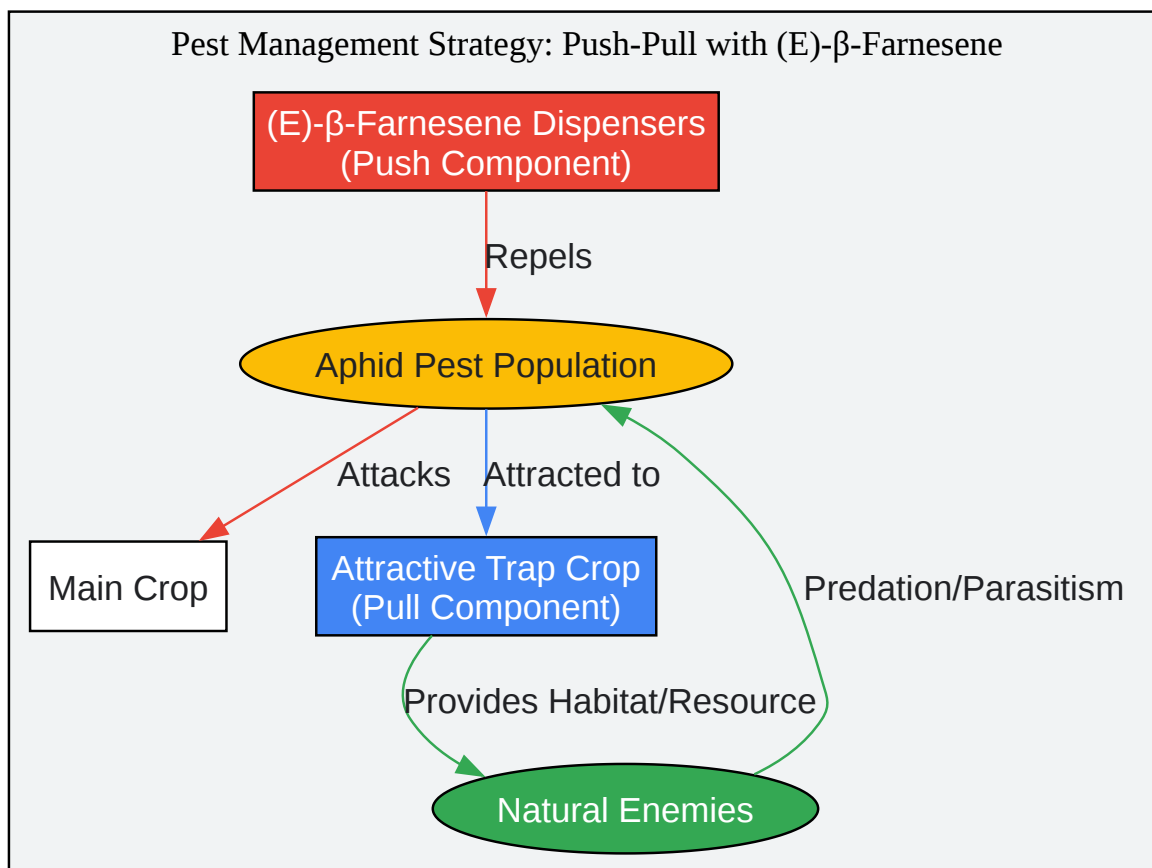 Pest Management Strategy: Push-Pull with (E)-β-Farnesene
(E)-β-Farnesene Dispensers
(Push Component)
Repels
Aphid Pest Population
Attacks
Attracted to
Main Crop
Attractive Trap Crop
(Pull Component)
Predation/Parasitism
Provides Habitat/Resource
Natural Enemies